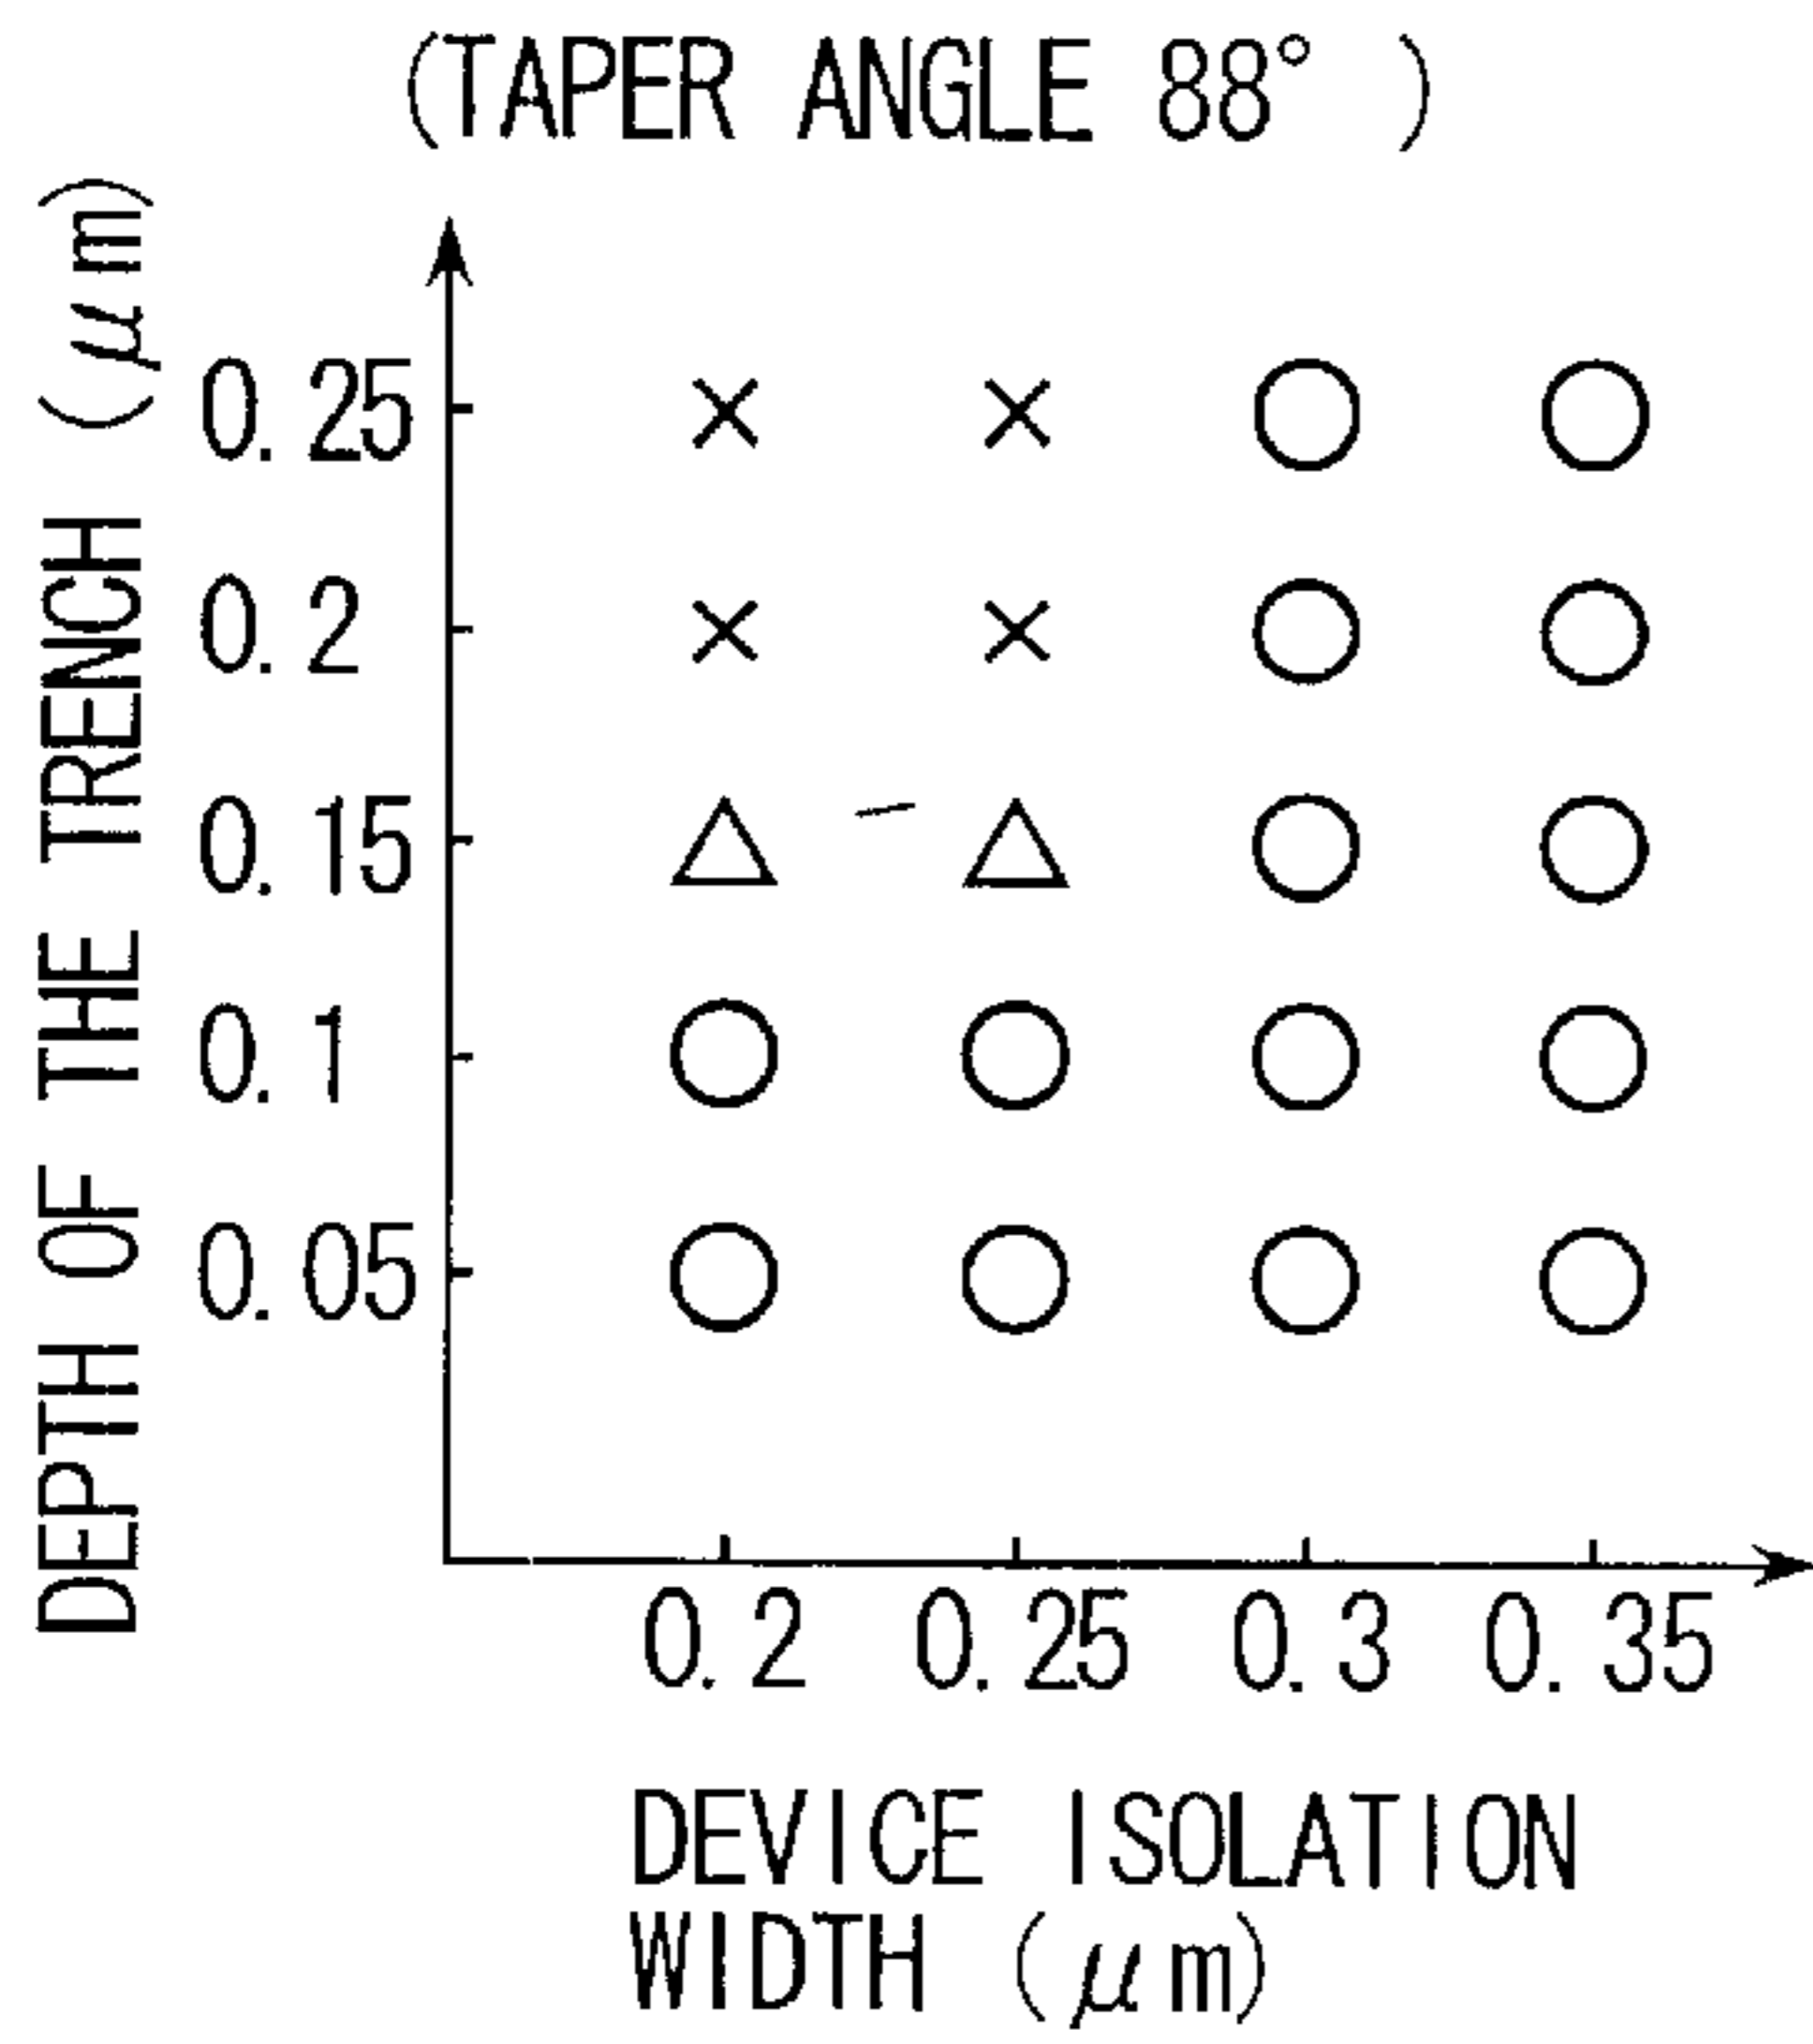 (TAPER ANGLE 88°)
DEPTH OF THE TRENCH (μm)
0.25
0.2
0.15
0.1
0.05
0.2 0.25 0.3 0.35
DEVICE ISOLATION
WIDTH (μm)